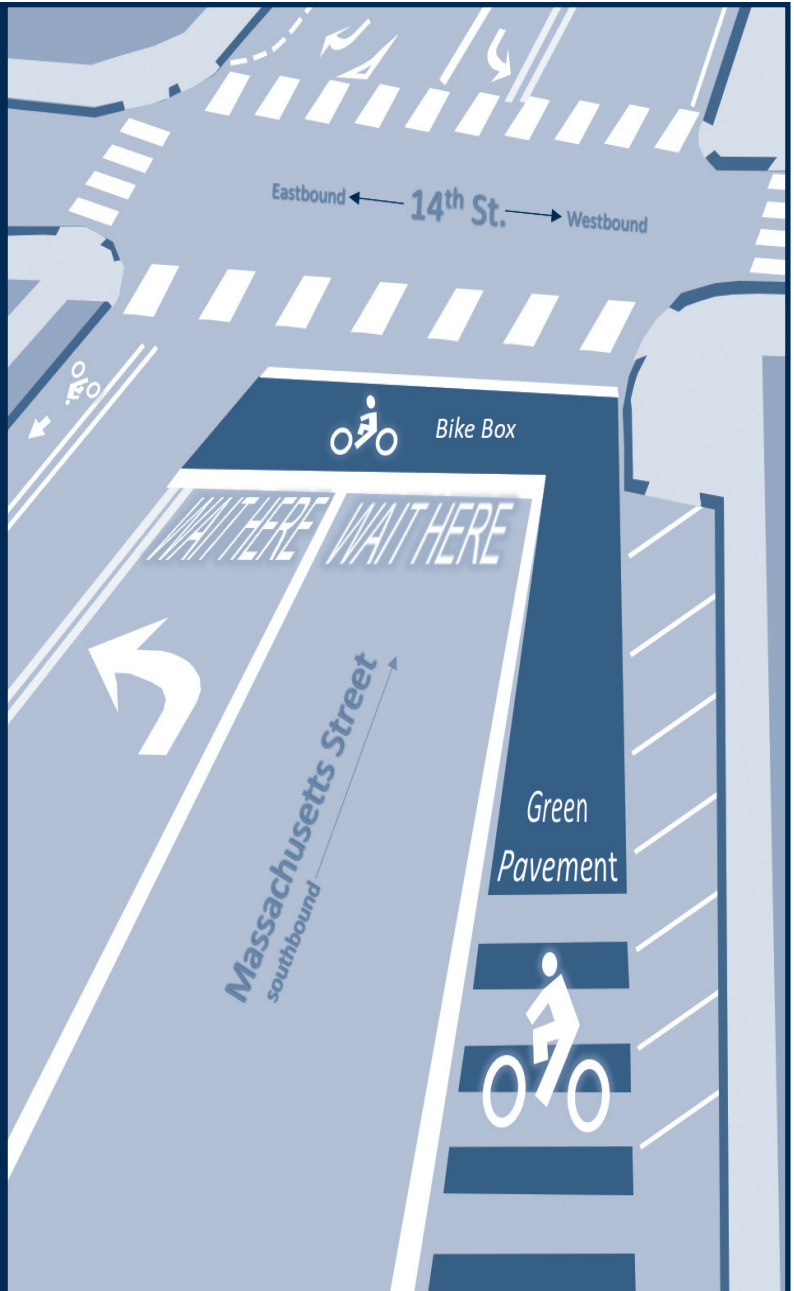 Eastbound 14th St. Westbound
Bike Box
WAIT HERE WAIT HERE
Massachusetts Street
southbound
Green
Pavement